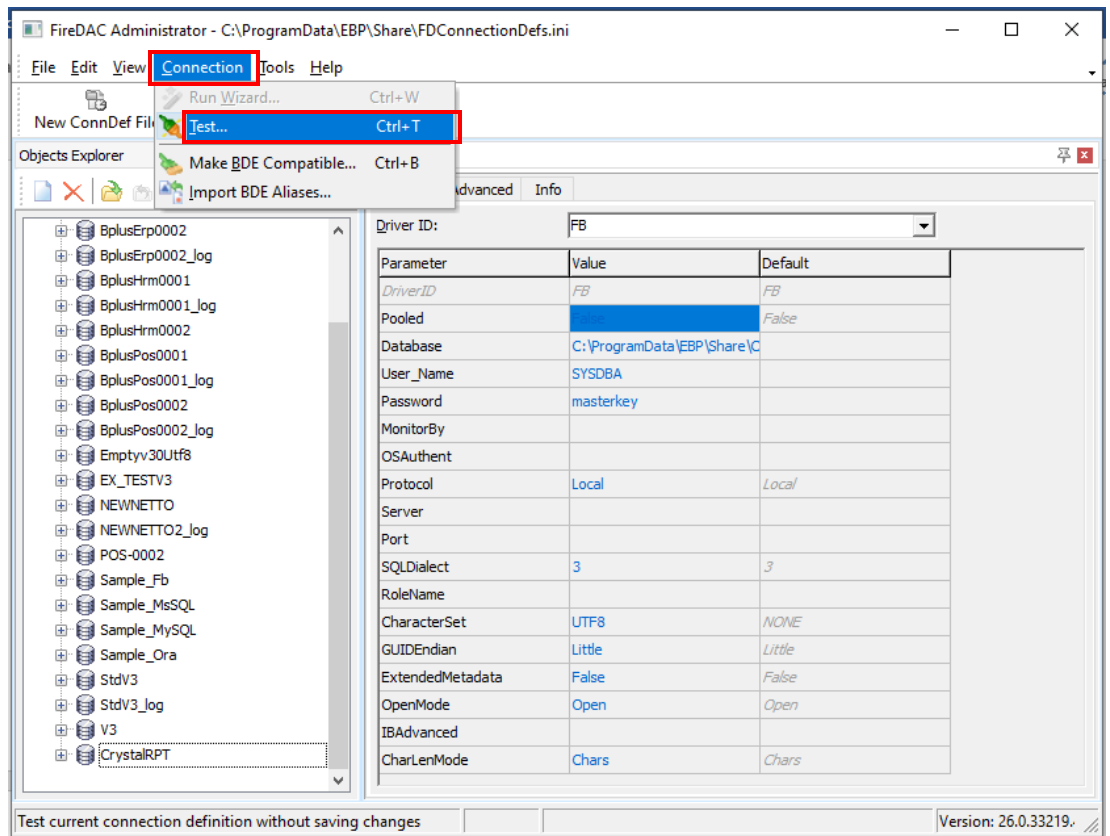 FireDAC Administrator - C:\ProgramData\EBP\Share\FDConnectionDefs.ini
File Edit View Connection Tools Help
New ConnDef File
Run Wizard... Ctrl+W
Test... Ctrl+T
Make BDE Compatible... Ctrl+B
Import BDE Aliases...
Objects Explorer
BplusErp0002
BplusErp0002_log
BplusHrm0001
BplusHrm0001_log
BplusHrm0002
BplusPos0001
BplusPos0001_log
BplusPos0002
BplusPos0002_log
Emptyv30Utf8
EX_TESTV3
NEWNETTO
NEWNETTO2_log
POS-0002
Sample_Fb
Sample_MsSQL
Sample_MySQL
Sample_Ora
StdV3
StdV3_log
V3
CrystalRPT
Advanced Info
Driver ID: FB
Parameter Value Default
DriverID FB FB
Pooled False False
Database C:\ProgramData\EBP\Share\C
User_Name SYSDBA
Password masterkey
MonitorBy
OSAuthent
Protocol Local Local
Server
Port
SQLDialect 3 3
RoleName
CharacterSet UTF8 NONE
GUIDEndian Little Little
ExtendedMetadata False False
OpenMode Open Open
IBAdvanced
CharLenMode Chars Chars
Test current connection definition without saving changes
Version: 26.0.33219.